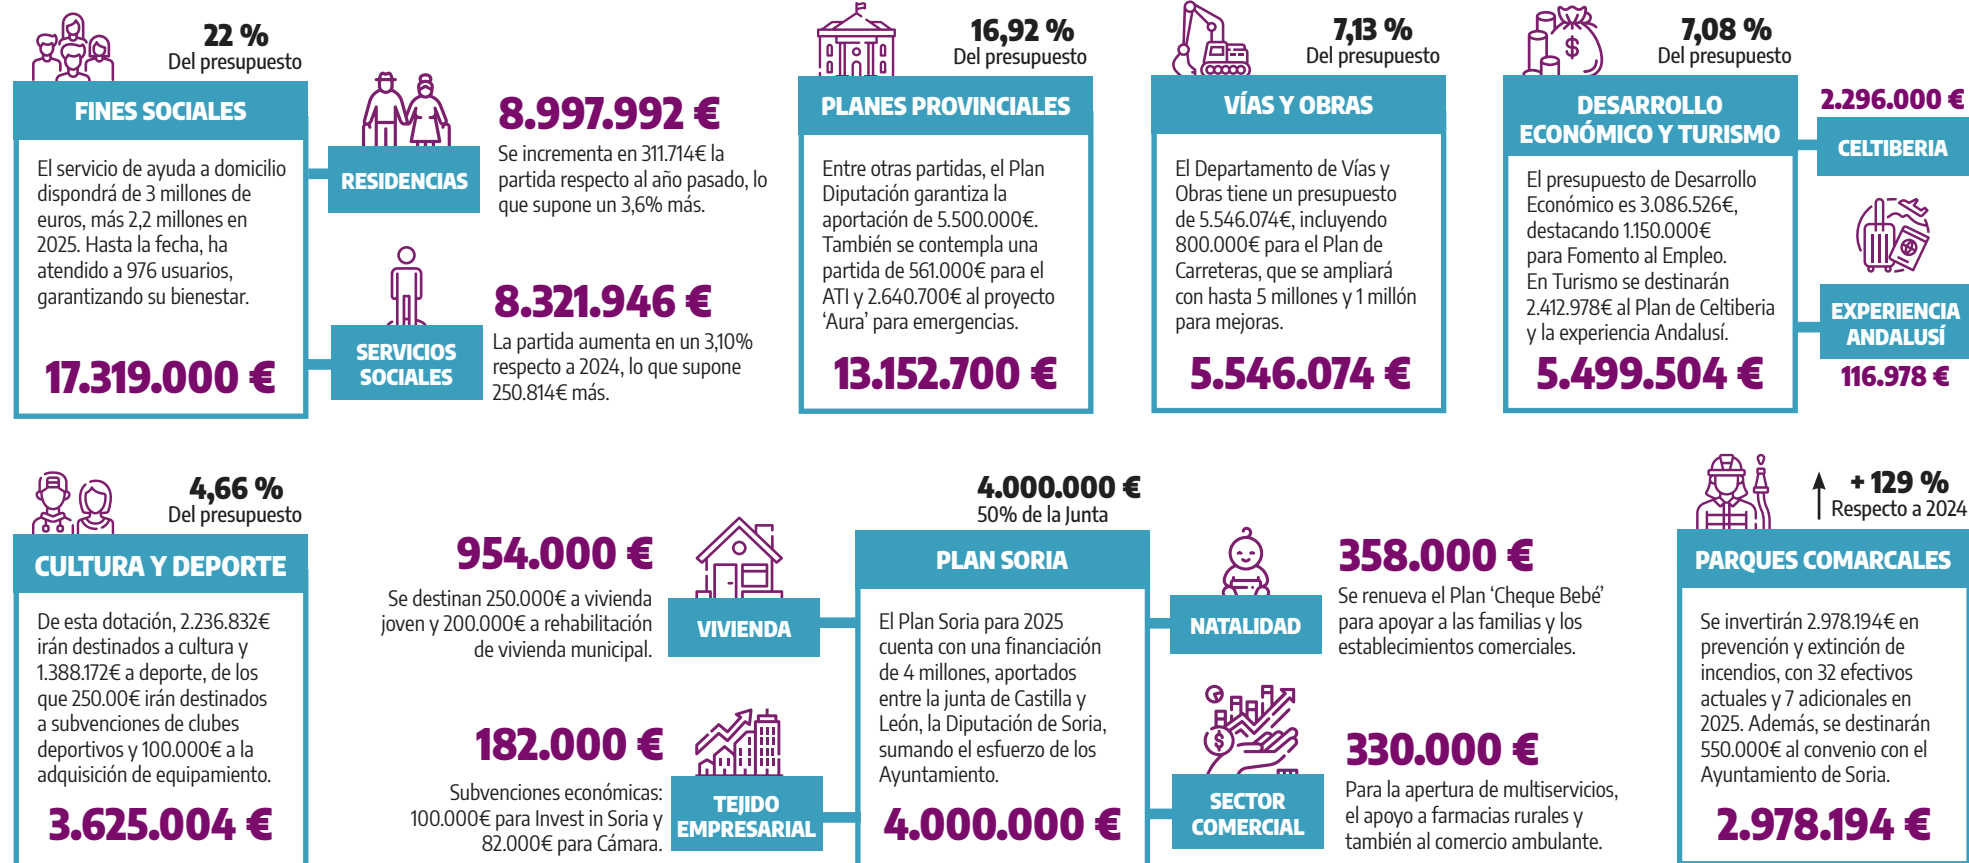 22 %
Del presupuesto
FINES SOCIALES
El servicio de ayuda a domicilio
dispondrá de 3 millones de
euros, más 2,2 millones en
2025. Hasta la fecha, ha
atendido a 976 usuarios,
garantizando su bienestar.
17.319.000 €
RESIDENCIAS
8.997.992 €
Se incrementa en 311.714€ la
partida respecto al año pasado, lo
que supone un 3,6% más.
SERVICIOS
SOCIALES
8.321.946 €
La partida aumenta en un 3,10%
respecto a 2024, lo que supone
250.814€ más.
16,92 %
Del presupuesto
PLANES PROVINCIALES
Entre otras partidas, el Plan
Diputación garantiza la
aportación de 5.500.000€.
También se contempla una
partida de 561.000€ para el
ATI y 2.640.700€ al proyecto
‘Aura’ para emergencias.
13.152.700 €
7,13 %
Del presupuesto
VÍAS Y OBRAS
El Departamento de Vías y
Obras tiene un presupuesto
de 5.546.074€, incluyendo
800.000€ para el Plan de
Carreteras, que se ampliará
con hasta 5 millones y 1 millón
para mejoras.
5.546.074 €
7,08 %
Del presupuesto
DESARROLLO
ECONÓMICO Y TURISMO
El presupuesto de Desarrollo
Económico es 3.086.526€,
destacando 1.150.000€
para Fomento al Empleo.
En Turismo se destinarán
2.412.978€ al Plan de Celtiberia
y la experiencia Andalusí.
5.499.504 €
2.296.000 €
CELTIBERIA
EXPERIENCIA
ANDALUSÍ
116.978 €
4,66 %
Del presupuesto
CULTURA Y DEPORTE
De esta dotación, 2.236.832€
irán destinados a cultura y
1.388.172€ a deporte, de los
que 250.00€ irán destinados
a subvenciones de clubes
deportivos y 100.000€ a la
adquisición de equipamiento.
3.625.004 €
954.000 €
Se destinan 250.000€ a vivienda
joven y 200.000€ a rehabilitación
de vivienda municipal.
VIVIENDA
182.000 €
Subvenciones económicas:
100.000€ para Invest in Soria y
82.000€ para Cámara.
TEJIDO
EMPRESARIAL
4.000.000 €
50% de la Junta
PLAN SORIA
El Plan Soria para 2025
cuenta con una financiación
de 4 millones, aportados
entre la junta de Castilla y
León, la Diputación de Soria,
sumando el esfuerzo de los
Ayuntamiento.
4.000.000 €
NATALIDAD
358.000 €
Se renueva el Plan ‘Cheque Bebé’
para apoyar a las familias y los
establecimientos comerciales.
SECTOR
COMERCIAL
330.000 €
Para la apertura de multiservicios,
el apoyo a farmacias rurales y
también al comercio ambulante.
+ 129 %
Respecto a 2024
PARQUES COMARCALES
Se invertirán 2.978.194€ en
prevención y extinción de
incendios, con 32 efectivos
actuales y 7 adicionales en
2025. Además, se destinarán
550.000€ al convenio con el
Ayuntamiento de Soria.
2.978.194 €